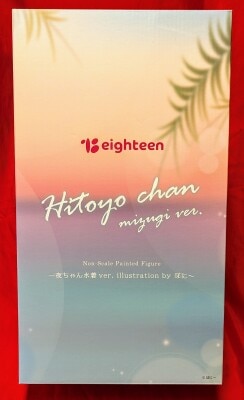 eighteen
Hitoyo chan
mizugi ver.
Non Scale Painted Figure
～一夜ちゃん水着ver. illustration by